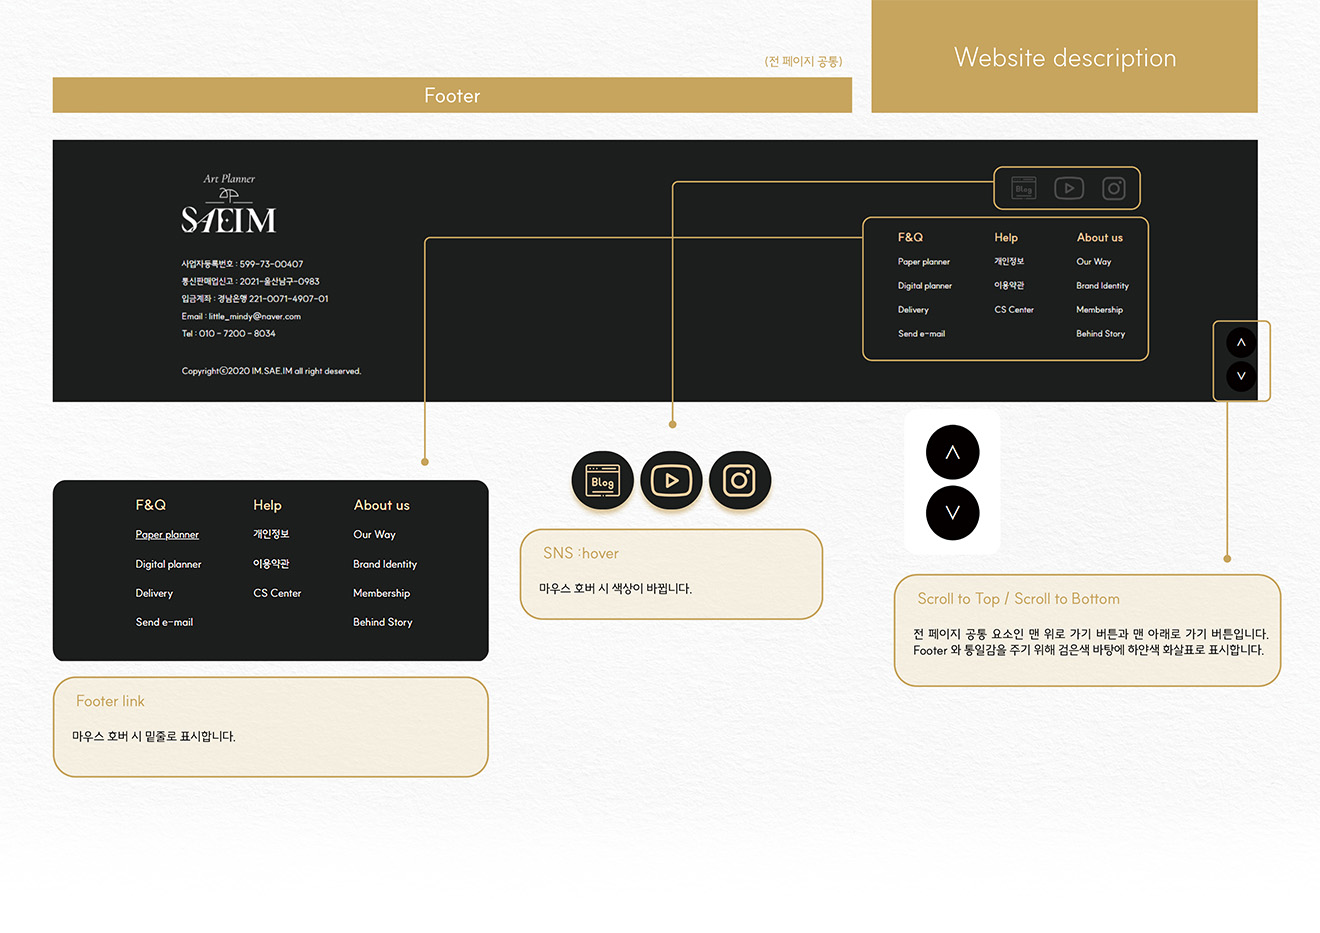 (전 페이지 공통)
Website description
Footer
Art Planner
SAEIM
사업자등록번호 : 599-73-00407
통신판매업신고 : 2021-울산남구-0983
입금계좌 : 경남은행 221-0071-4907-01
Email : little_mindy@naver.com
Tel : 010 - 7200 - 8034
Copyrightⓒ2020 IM.SAE.IM all right deserved.
Blog
F&Q Help About us
Paper planner 개인정보 Our Way
Digital planner 이용약관 Brand Identity
Delivery CS Center Membership
Send e-mail Behind Story
F&Q Help About us
Paper planner 개인정보 Our Way
Digital planner 이용약관 Brand Identity
Delivery CS Center Membership
Send e-mail Behind Story
Footer link
마우스 호버 시 밑줄로 표시합니다.
Blog
SNS :hover
마우스 호버 시 색상이 바뀝니다.
Scroll to Top / Scroll to Bottom
전 페이지 공통 요소인 맨 위로 가기 버튼과 맨 아래로 가기 버튼입니다.
Footer 와 통일감을 주기 위해 검은색 바탕에 하얀색 화살표로 표시합니다.